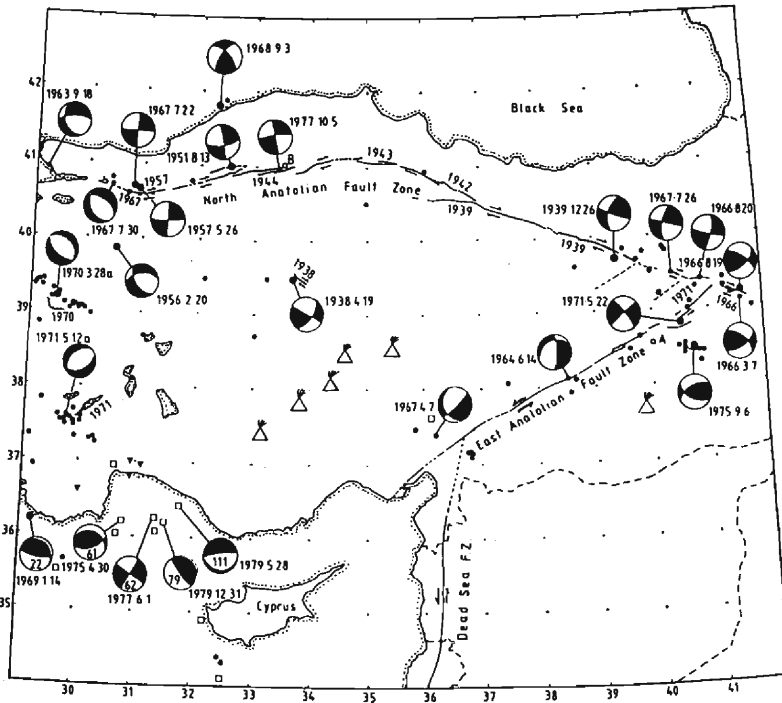 1968 9 3
42
1963 9 18
1967 7 22
Black Sea
1977 10 5
1951 8 13
41
B
1943
1957
1944
1942
1967
North Anatolian Fault Zone
1939
1939 12 26
1967·7 26
1966 8 20
40
1967 7 30
1957 5 26
1939
1966 8 19
1970 3 28a
1938
1971
1956 2 20
1966
39
1970
1938 4 19
1971 5 22
1971 5 12a
1964 6 14
A
1966 3 7
38
1967 4 7
East Anatolian Fault Zone
1975 9 6
1971
37
36
22
61
62
79
111
1979 5 28
1969 1 14
1975 4 30
1977 6 1
1979 12 31
35
Cyprus
Dead Sea F.Z.
30
31
32
33
34
35
36
37
38
39
40
41